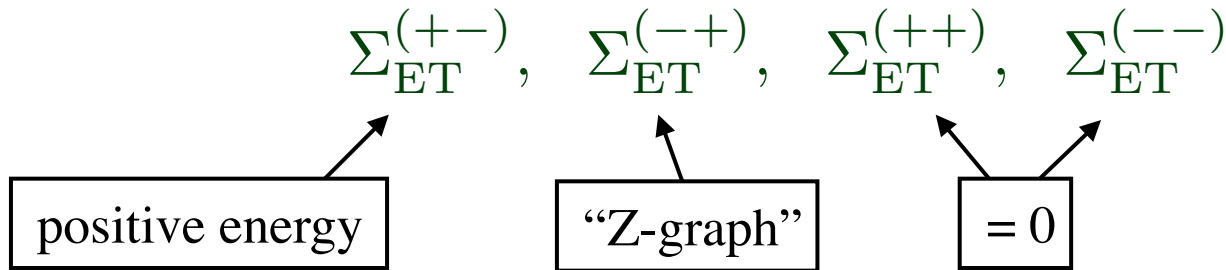 Σ_ET^(+−), Σ_ET^(−+), Σ_ET^(++), Σ_ET^(−−)
positive energy “Z-graph” = 0